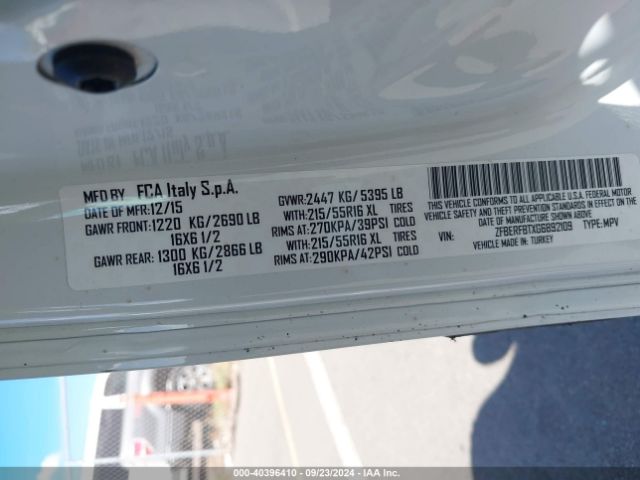 MFD BY FCA Italy S.p.A.
DATE OF MFR:12/15
GAWR FRONT:1220 KG/2690 LB
16X6 1/2
GAWR REAR: 1300 KG/2866 LB
16X6 1/2
GVWR:2447 KG/5395 LB
WITH:215/55R16 XL TIRES
RIMS AT:270KPA/39PSI COLD
WITH:215/55R16 XL TIRES
RIMS AT:290KPA/42PSI COLD
THIS VEHICLE CONFORMS TO ALL APPLICABLE U.S. FEDERAL MOTOR
VEHICLE SAFETY, BUMPER AND THEFT PREVENTION STANDARDS IN EFFECT
ON THE DATE OF MANUFACTURE SHOWN ABOVE.
VIN: ZFBERFBTXG6B92109 TYPE:MPV
MADE IN: TURKEY
000-40396410 - 09/23/2024 - IAA Inc.